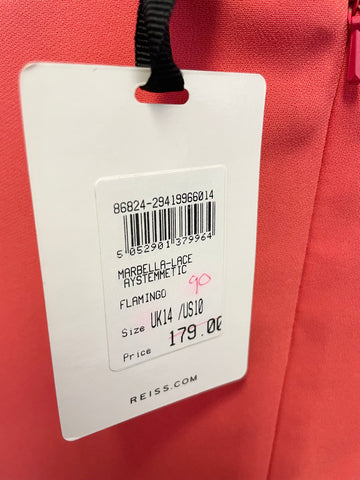 86824-29419966014
5 052901 379964
MARBELLA-LACE
AYSTEMMETIC
90
FLAMINGO
Size UK14 /US10
Price 179.00
REISS.COM